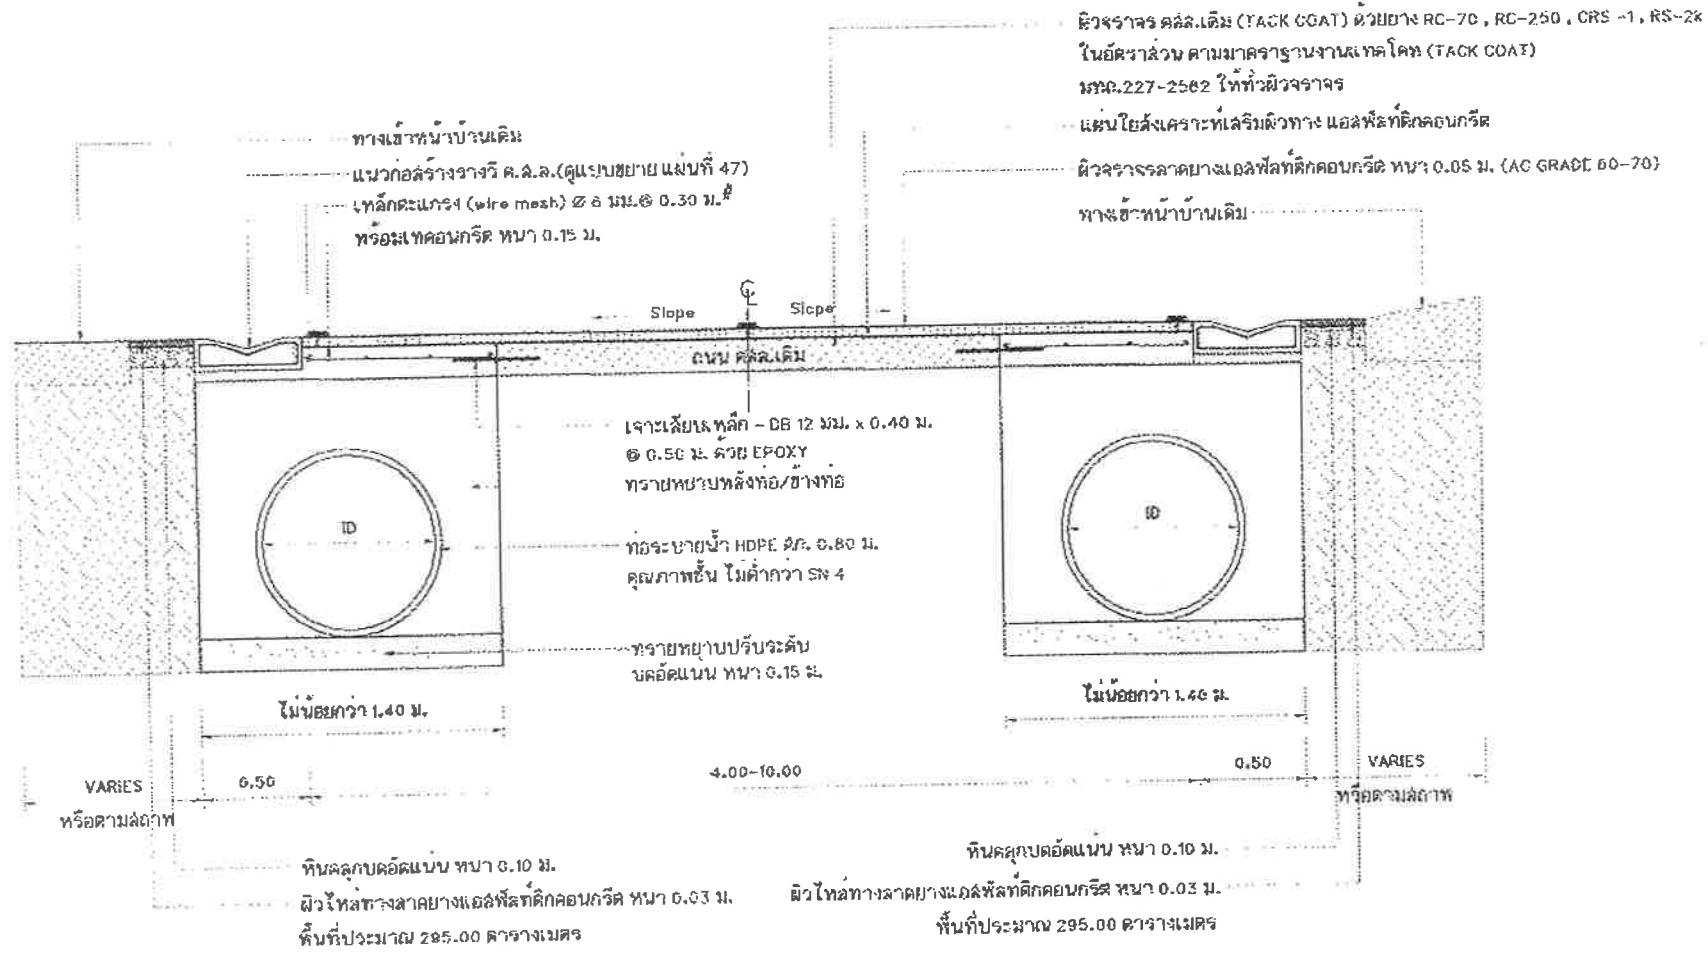 ผิวจราจร คสล.เดิม (TACK COAT) ด้วยยาง RC-70 , RC-250 , CRS -1 , RS-2k
ในอัตราส่วน ตามมาตราฐานงานแทคโคท (TACK COAT)
มทถ.227-2562 ให้ทั่วผิวจราจร
แผ่นใยสังเคราะห์เสริมผิวทาง แอสฟัลท์ติกคอนกรีต
ผิวจราจรลาดยางแอสฟัลท์ติกคอนกรีต หนา 0.05 ม. (AC GRADE 60-70)
ทางเข้าหน้าบ้านเดิม
ทางเข้าหน้าบ้านเดิม
แนวก่อสร้างรางวี ค.ส.ล.(ดูแบบขยาย แผ่นที่ 47)
เหล็กตะแกรง (wire mesh) Ø 6 มม.@ 0.30 ม.#
พร้อมเทคอนกรีต หนา 0.15 ม.
Slope
Slope
ถนน คสล.เดิม
เจาะเสียบเหล็ก - DB 12 มม. x 0.40 ม.
@ 0.50 ม. ด้วย EPOXY
ทรายหยาบหลังท่อ/ข้างท่อ
ID
ID
ท่อระบายน้ำ HDPE ศก. 0.80 ม.
คุณภาพชั้น ไม่ต่ำกว่า SN 4
ทรายหยาบปรับระดับ
บดอัดแน่น หนา 0.15 ม.
ไม่น้อยกว่า 1.40 ม.
ไม่น้อยกว่า 1.40 ม.
VARIES
0.50
4.00-10.00
0.50
VARIES
หรือตามสภาพ
หรือตามสภาพ
หินคลุกบดอัดแน่น หนา 0.10 ม.
ผิวไหล่ทางลาดยางแอสฟัลท์ติกคอนกรีต หนา 0.03 ม.
พื้นที่ประมาณ 295.00 ตารางเมตร
หินคลุกบดอัดแน่น หนา 0.10 ม.
ผิวไหล่ทางลาดยางแอสฟัลท์ติกคอนกรีต หนา 0.03 ม.
พื้นที่ประมาณ 295.00 ตารางเมตร